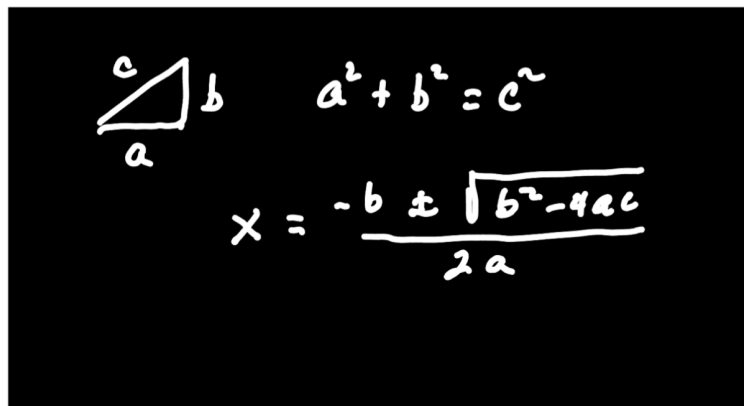 c
b
a² + b² = c²
a
x = (-b ± √(b²-4ac)) / 2a